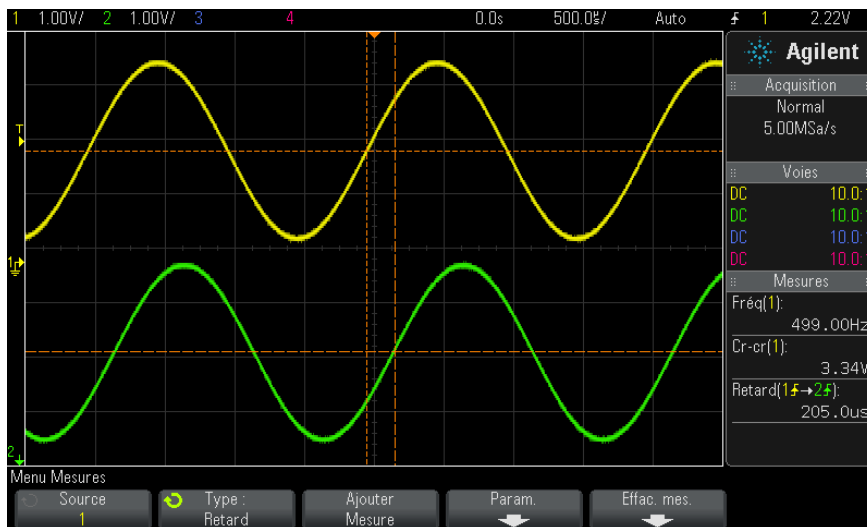 1 1.00V/ 2 1.00V/ 3 4 0.0s 500.0µs/ Auto 1 2.22V
Agilent
Acquisition
Normal
5.00MSa/s
Voies
DC 10.0:
DC 10.0:
DC 10.0:
DC 10.0:
Mesures
Fréq(1):
499.00Hz
Cr-cr(1):
3.34V
Retard(1→2):
205.0us
T
1
2
Menu Mesures
Source
1
Type :
Retard
Ajouter
Mesure
Param.
Effac. mes.